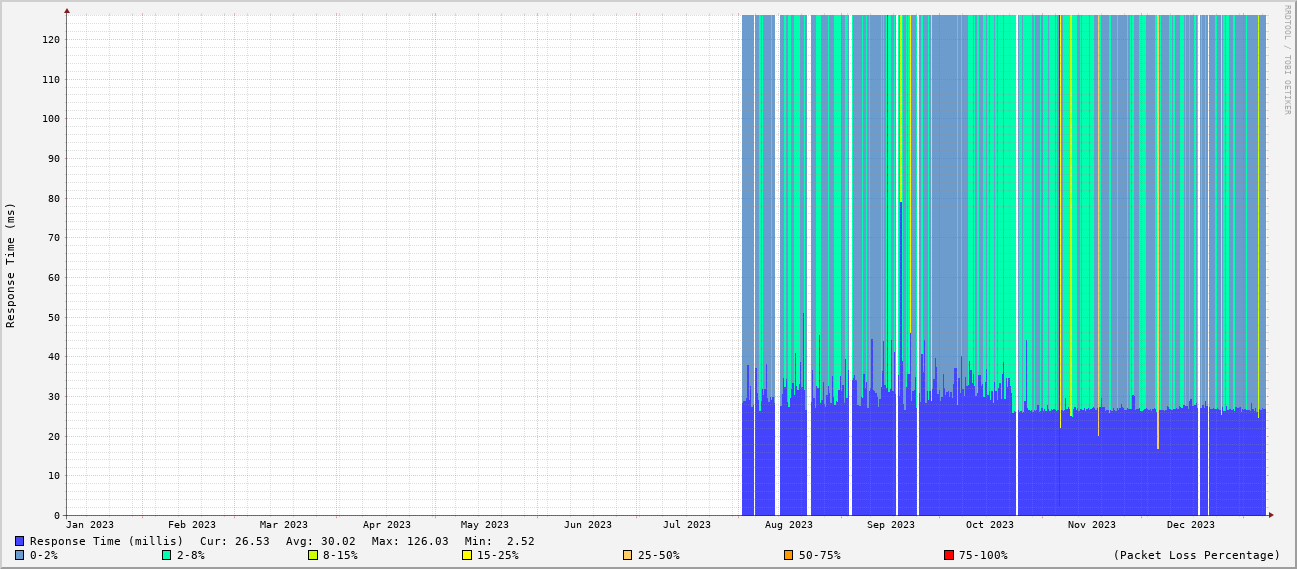 RRDTOOL / TOBI OETIKER
Response Time (ms)
120
110
100
90
80
70
60
50
40
30
20
10
0
Jan 2023 Feb 2023 Mar 2023 Apr 2023 May 2023 Jun 2023 Jul 2023 Aug 2023 Sep 2023 Oct 2023 Nov 2023 Dec 2023
Response Time (millis) Cur: 26.53 Avg: 30.02 Max: 126.03 Min: 2.52
0-2% 2-8% 8-15% 15-25% 25-50% 50-75% 75-100% (Packet Loss Percentage)